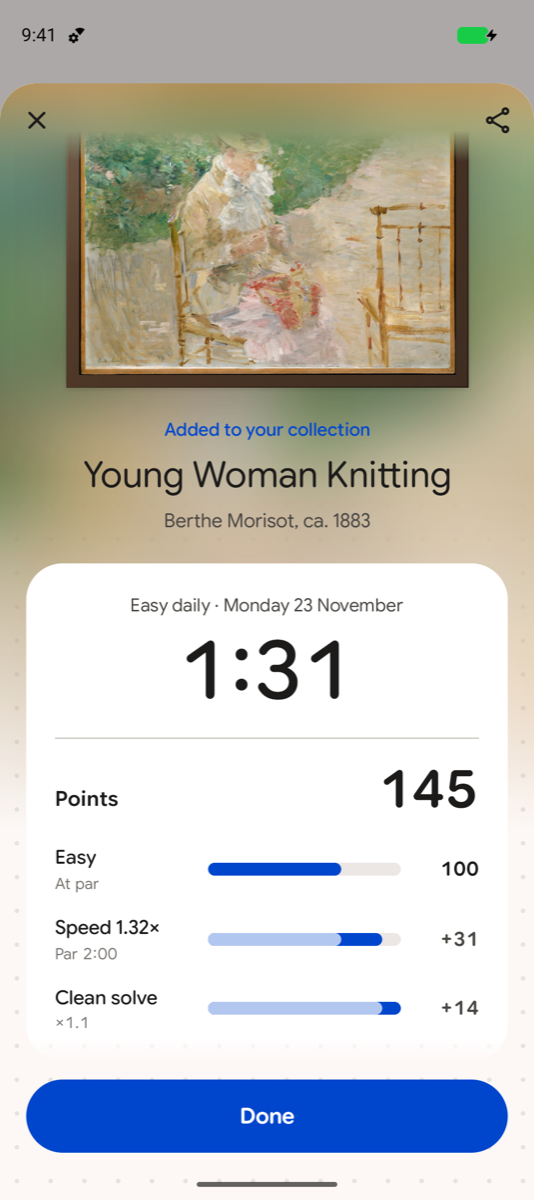 9:41
Added to your collection
Young Woman Knitting
Berthe Morisot, ca. 1883
Easy daily · Monday 23 November
1:31
Points 145
Easy 100
At par
Speed 1.32× +31
Par 2:00
Clean solve +14
×1.1
Done